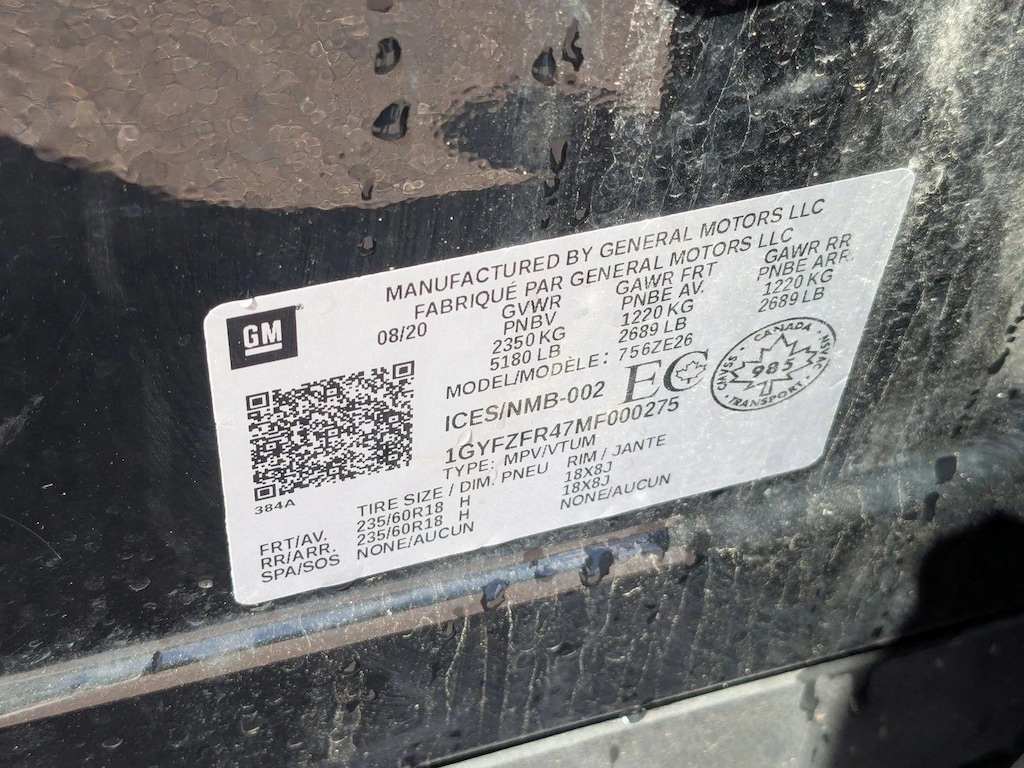 MANUFACTURED BY GENERAL MOTORS LLC
FABRIQUÉ PAR GENERAL MOTORS LLC
GM
08/20
GVWR GAWR FRT GAWR RR
PNBV PNBE AV. PNBE ARR.
2350 KG 1220 KG 1220 KG
5180 LB 2689 LB 2689 LB
MODEL/MODÈLE: 756ZE26
ICES/NMB-002 EC
CANADA
985
TRANSPORT
NSVAC
CMVSS
1GYFZFR47MF000275
TYPE: MPV/VTUM
384A
TIRE SIZE / DIM. PNEU RIM / JANTE
FRT/AV. 235/60R18 H 18X8J
RR/ARR. 235/60R18 H 18X8J
SPA/SOS NONE/AUCUN NONE/AUCUN